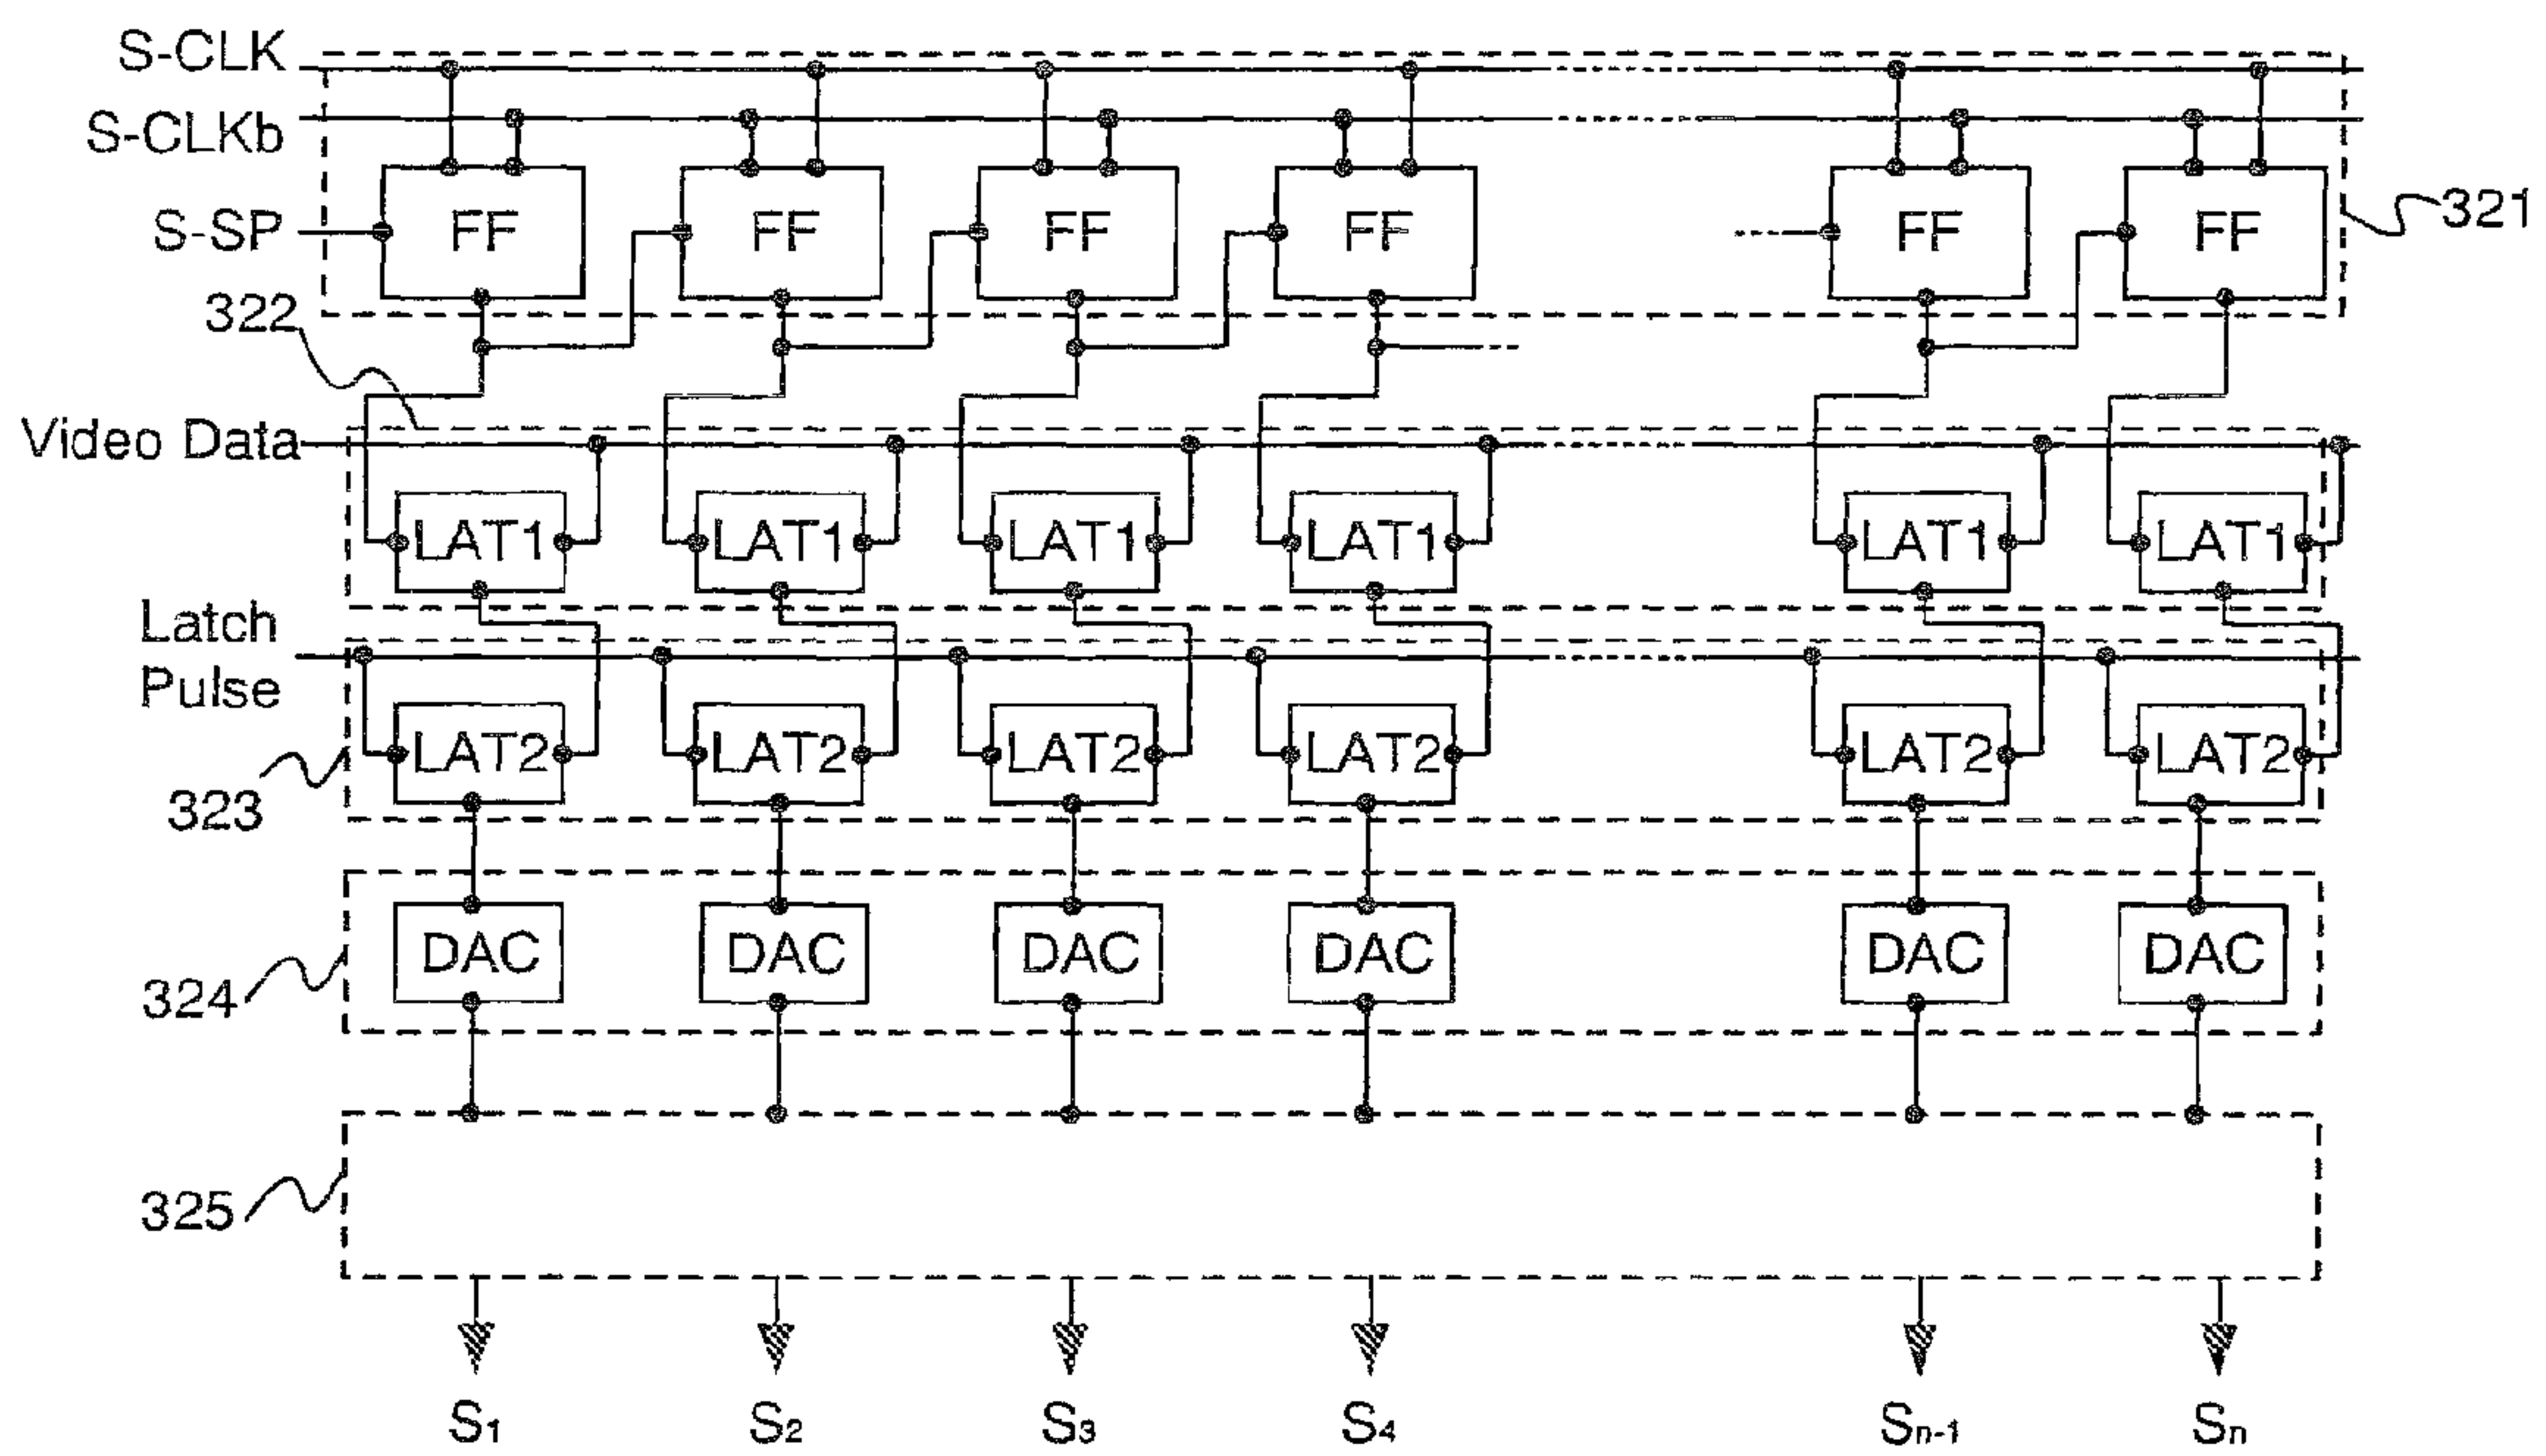 S-CLK
S-CLKb
S-SP
FF FF FF FF FF FF
321
322
Video Data
LAT1 LAT1 LAT1 LAT1 LAT1 LAT1
Latch
Pulse
LAT2 LAT2 LAT2 LAT2 LAT2 LAT2
323
DAC DAC DAC DAC DAC DAC
324
325
S1 S2 S3 S4 Sn-1 Sn